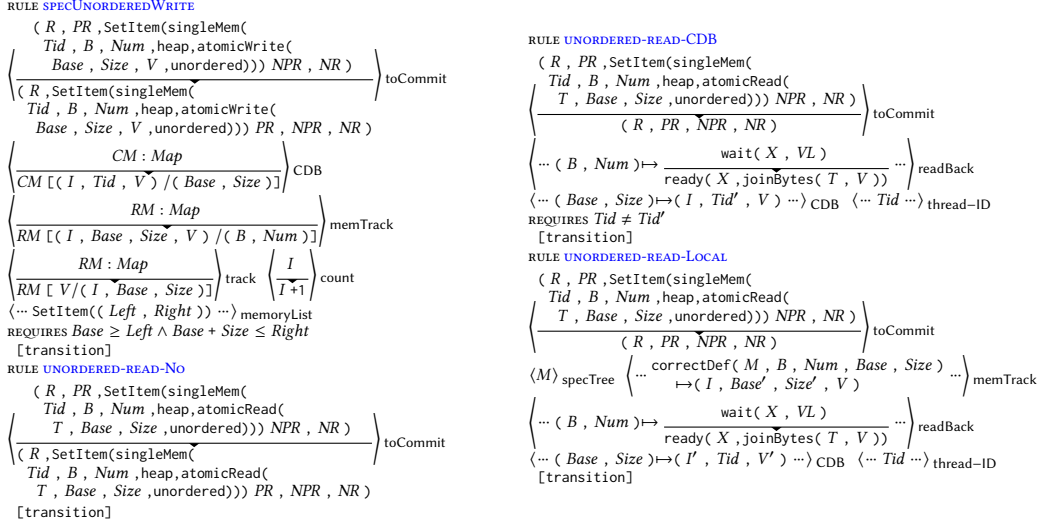 RULE SPECUNORDEREDWRITE
( R , PR ,SetItem(singleMem(
Tid , B , Num ,heap,atomicWrite(
Base , Size , V ,unordered))) NPR , NR )
( R ,SetItem(singleMem(
Tid , B , Num ,heap,atomicWrite(
Base , Size , V ,unordered))) PR , NPR , NR )
toCommit
CM : Map
CM [( I , Tid , V ) /( Base , Size )]
CDB
RM : Map
RM [( I , Base , Size , V ) /( B , Num )]
memTrack
RM : Map
RM [ V/( I , Base , Size )]
track
I
I +1
count
⟨··· SetItem(( Left , Right )) ···⟩ memoryList
REQUIRES Base ≥ Left ∧ Base + Size ≤ Right
[transition]
RULE UNORDERED-READ-NO
( R , PR ,SetItem(singleMem(
Tid , B , Num ,heap,atomicRead(
T , Base , Size ,unordered))) NPR , NR )
( R ,SetItem(singleMem(
Tid , B , Num ,heap,atomicRead(
T , Base , Size ,unordered))) PR , NPR , NR )
toCommit
[transition]
RULE UNORDERED-READ-CDB
( R , PR ,SetItem(singleMem(
Tid , B , Num ,heap,atomicRead(
T , Base , Size ,unordered))) NPR , NR )
( R , PR , NPR , NR )
toCommit
⟨··· ( B , Num )↦ wait( X , VL )
ready( X ,joinBytes( T , V )) ···⟩ readBack
⟨··· ( Base , Size )↦( I , Tid′ , V ) ···⟩ CDB ⟨··· Tid ···⟩ thread−ID
REQUIRES Tid ≠ Tid′
[transition]
RULE UNORDERED-READ-LOCAL
( R , PR ,SetItem(singleMem(
Tid , B , Num ,heap,atomicRead(
T , Base , Size ,unordered))) NPR , NR )
( R , PR , NPR , NR )
toCommit
⟨M⟩ specTree ⟨··· correctDef( M , B , Num , Base , Size )
↦( I , Base′ , Size′ , V ) ···⟩ memTrack
⟨··· ( B , Num )↦ wait( X , VL )
ready( X ,joinBytes( T , V )) ···⟩ readBack
⟨··· ( Base , Size )↦( I′ , Tid , V′ ) ···⟩ CDB ⟨··· Tid ···⟩ thread−ID
[transition]